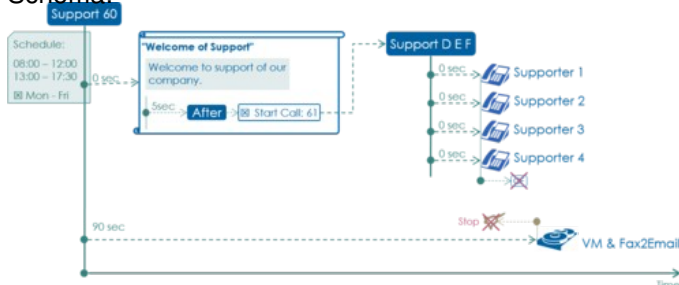 Schema:
Support 60
Schedule:
08:00 – 12:00
13:00 – 17:30
☒ Mon - Fri
0 sec
"Welcome of Support"
Welcome to support of our
company.
5sec
After
☒ Start Call: 61
Support D E F
0 sec
Supporter 1
0 sec
Supporter 2
0 sec
Supporter 3
0 sec
Supporter 4
90 sec
Stop
VM & Fax2Email
Time